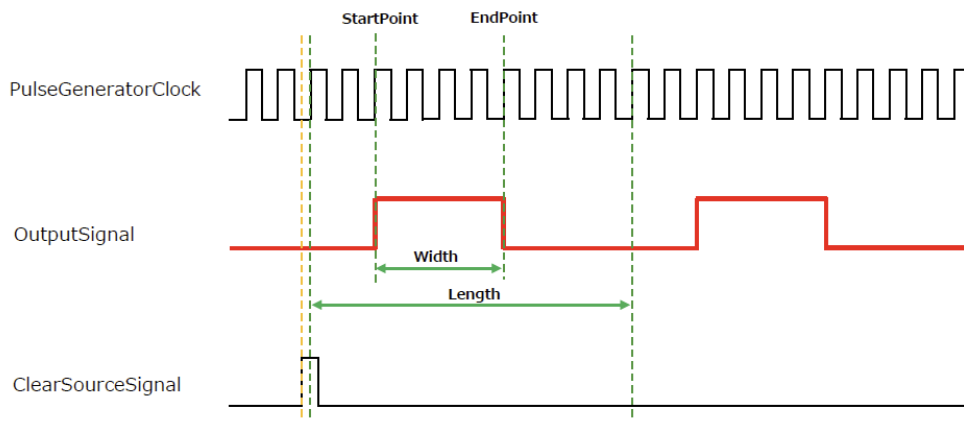 StartPoint
EndPoint
PulseGeneratorClock
OutputSignal
Width
Length
ClearSourceSignal